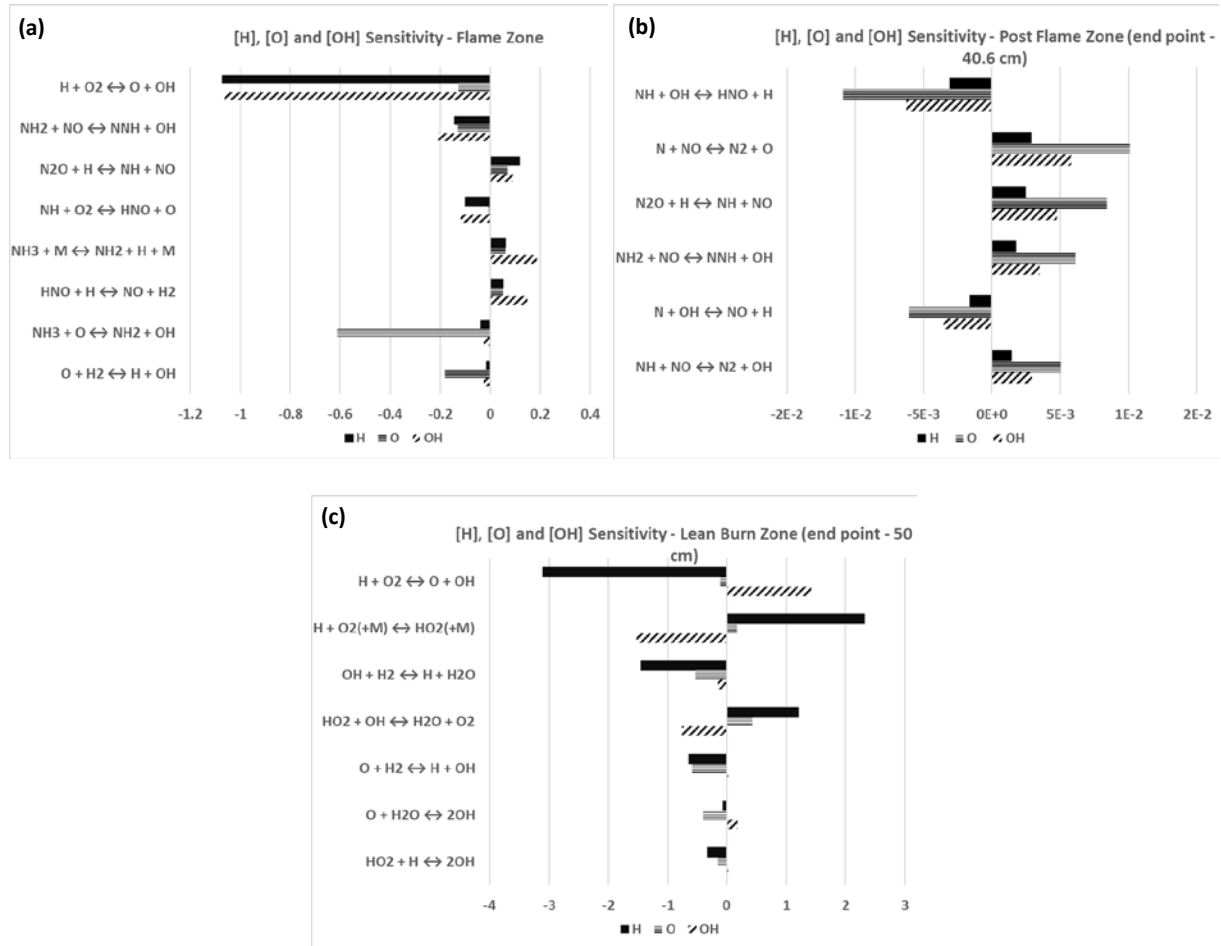 (a)
[H], [O] and [OH] Sensitivity - Flame Zone
H + O2 ↔ O + OH
NH2 + NO ↔ NNH + OH
N2O + H ↔ NH + NO
NH + O2 ↔ HNO + O
NH3 + M ↔ NH2 + H + M
HNO + H ↔ NO + H2
NH3 + O ↔ NH2 + OH
O + H2 ↔ H + OH
-1.2 -1 -0.8 -0.6 -0.4 -0.2 0 0.2 0.4
H O OH
(b)
[H], [O] and [OH] Sensitivity - Post Flame Zone (end point -
40.6 cm)
NH + OH ↔ HNO + H
N + NO ↔ N2 + O
N2O + H ↔ NH + NO
NH2 + NO ↔ NNH + OH
N + OH ↔ NO + H
NH + NO ↔ N2 + OH
-2E-2 -1E-2 -5E-3 0E+0 5E-3 1E-2 2E-2
H O OH
(c)
[H], [O] and [OH] Sensitivity - Lean Burn Zone (end point - 50
cm)
H + O2 ↔ O + OH
H + O2(+M) ↔ HO2(+M)
OH + H2 ↔ H + H2O
HO2 + OH ↔ H2O + O2
O + H2 ↔ H + OH
O + H2O ↔ 2OH
HO2 + H ↔ 2OH
-4 -3 -2 -1 0 1 2 3
H O OH